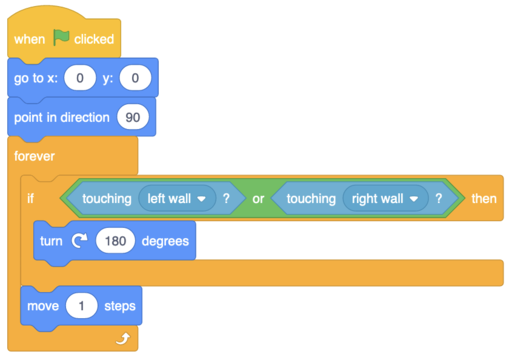 when clicked
go to x: 0 y: 0
point in direction 90
forever
if touching left wall ? or touching right wall ? then
turn 180 degrees
move 1 steps